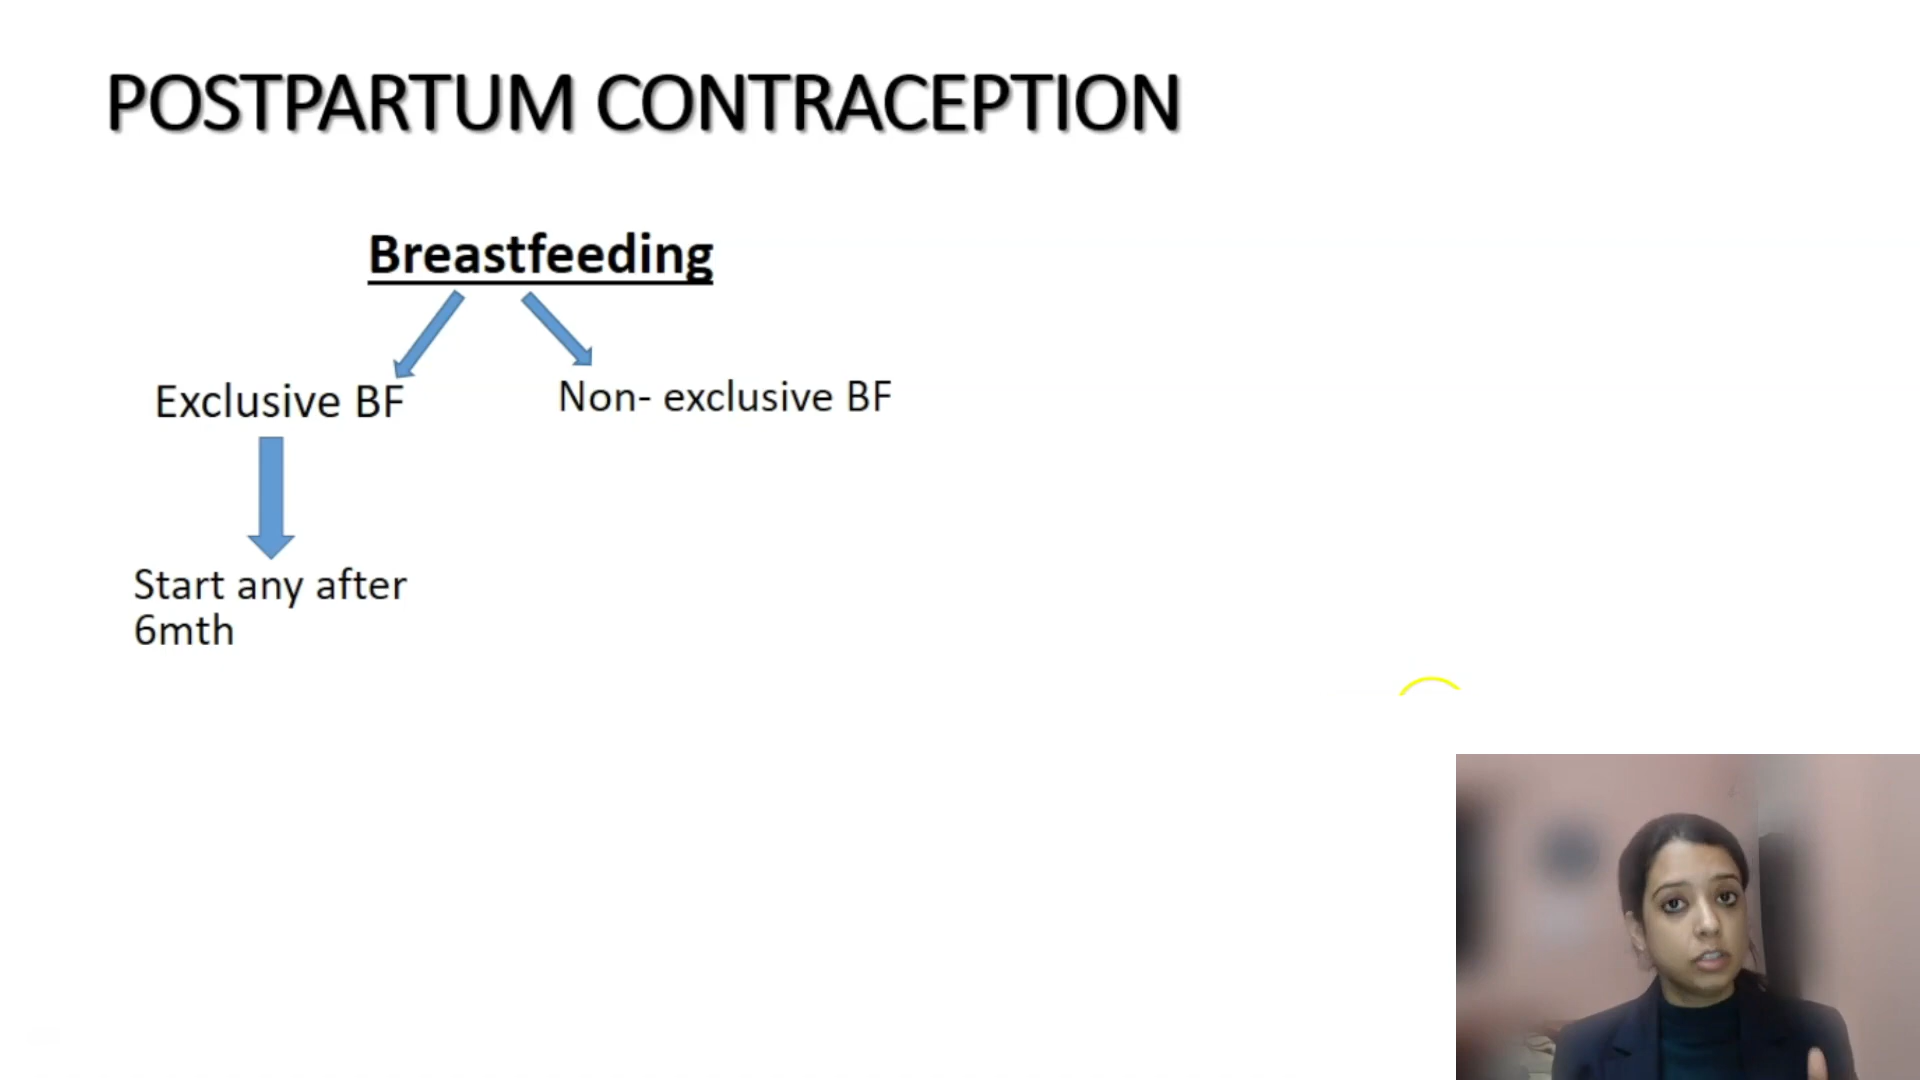 POSTPARTUM CONTRACEPTION
Breastfeeding
Exclusive BF
Non- exclusive BF
Start any after
6mth